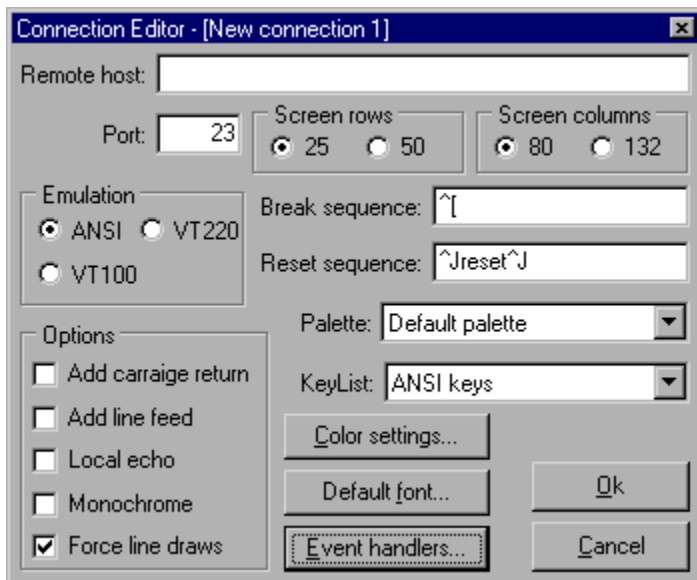 Connection Editor - [New connection 1]
Remote host:
Port: 23
Screen rows
25 50
Screen columns
80 132
Emulation
ANSI VT220
VT100
Break sequence: ^[
Reset sequence: ^Jreset^J
Palette: Default palette
KeyList: ANSI keys
Options
Add carraige return
Add line feed
Local echo
Monochrome
Force line draws
Color settings...
Default font...
Event handlers...
Ok
Cancel